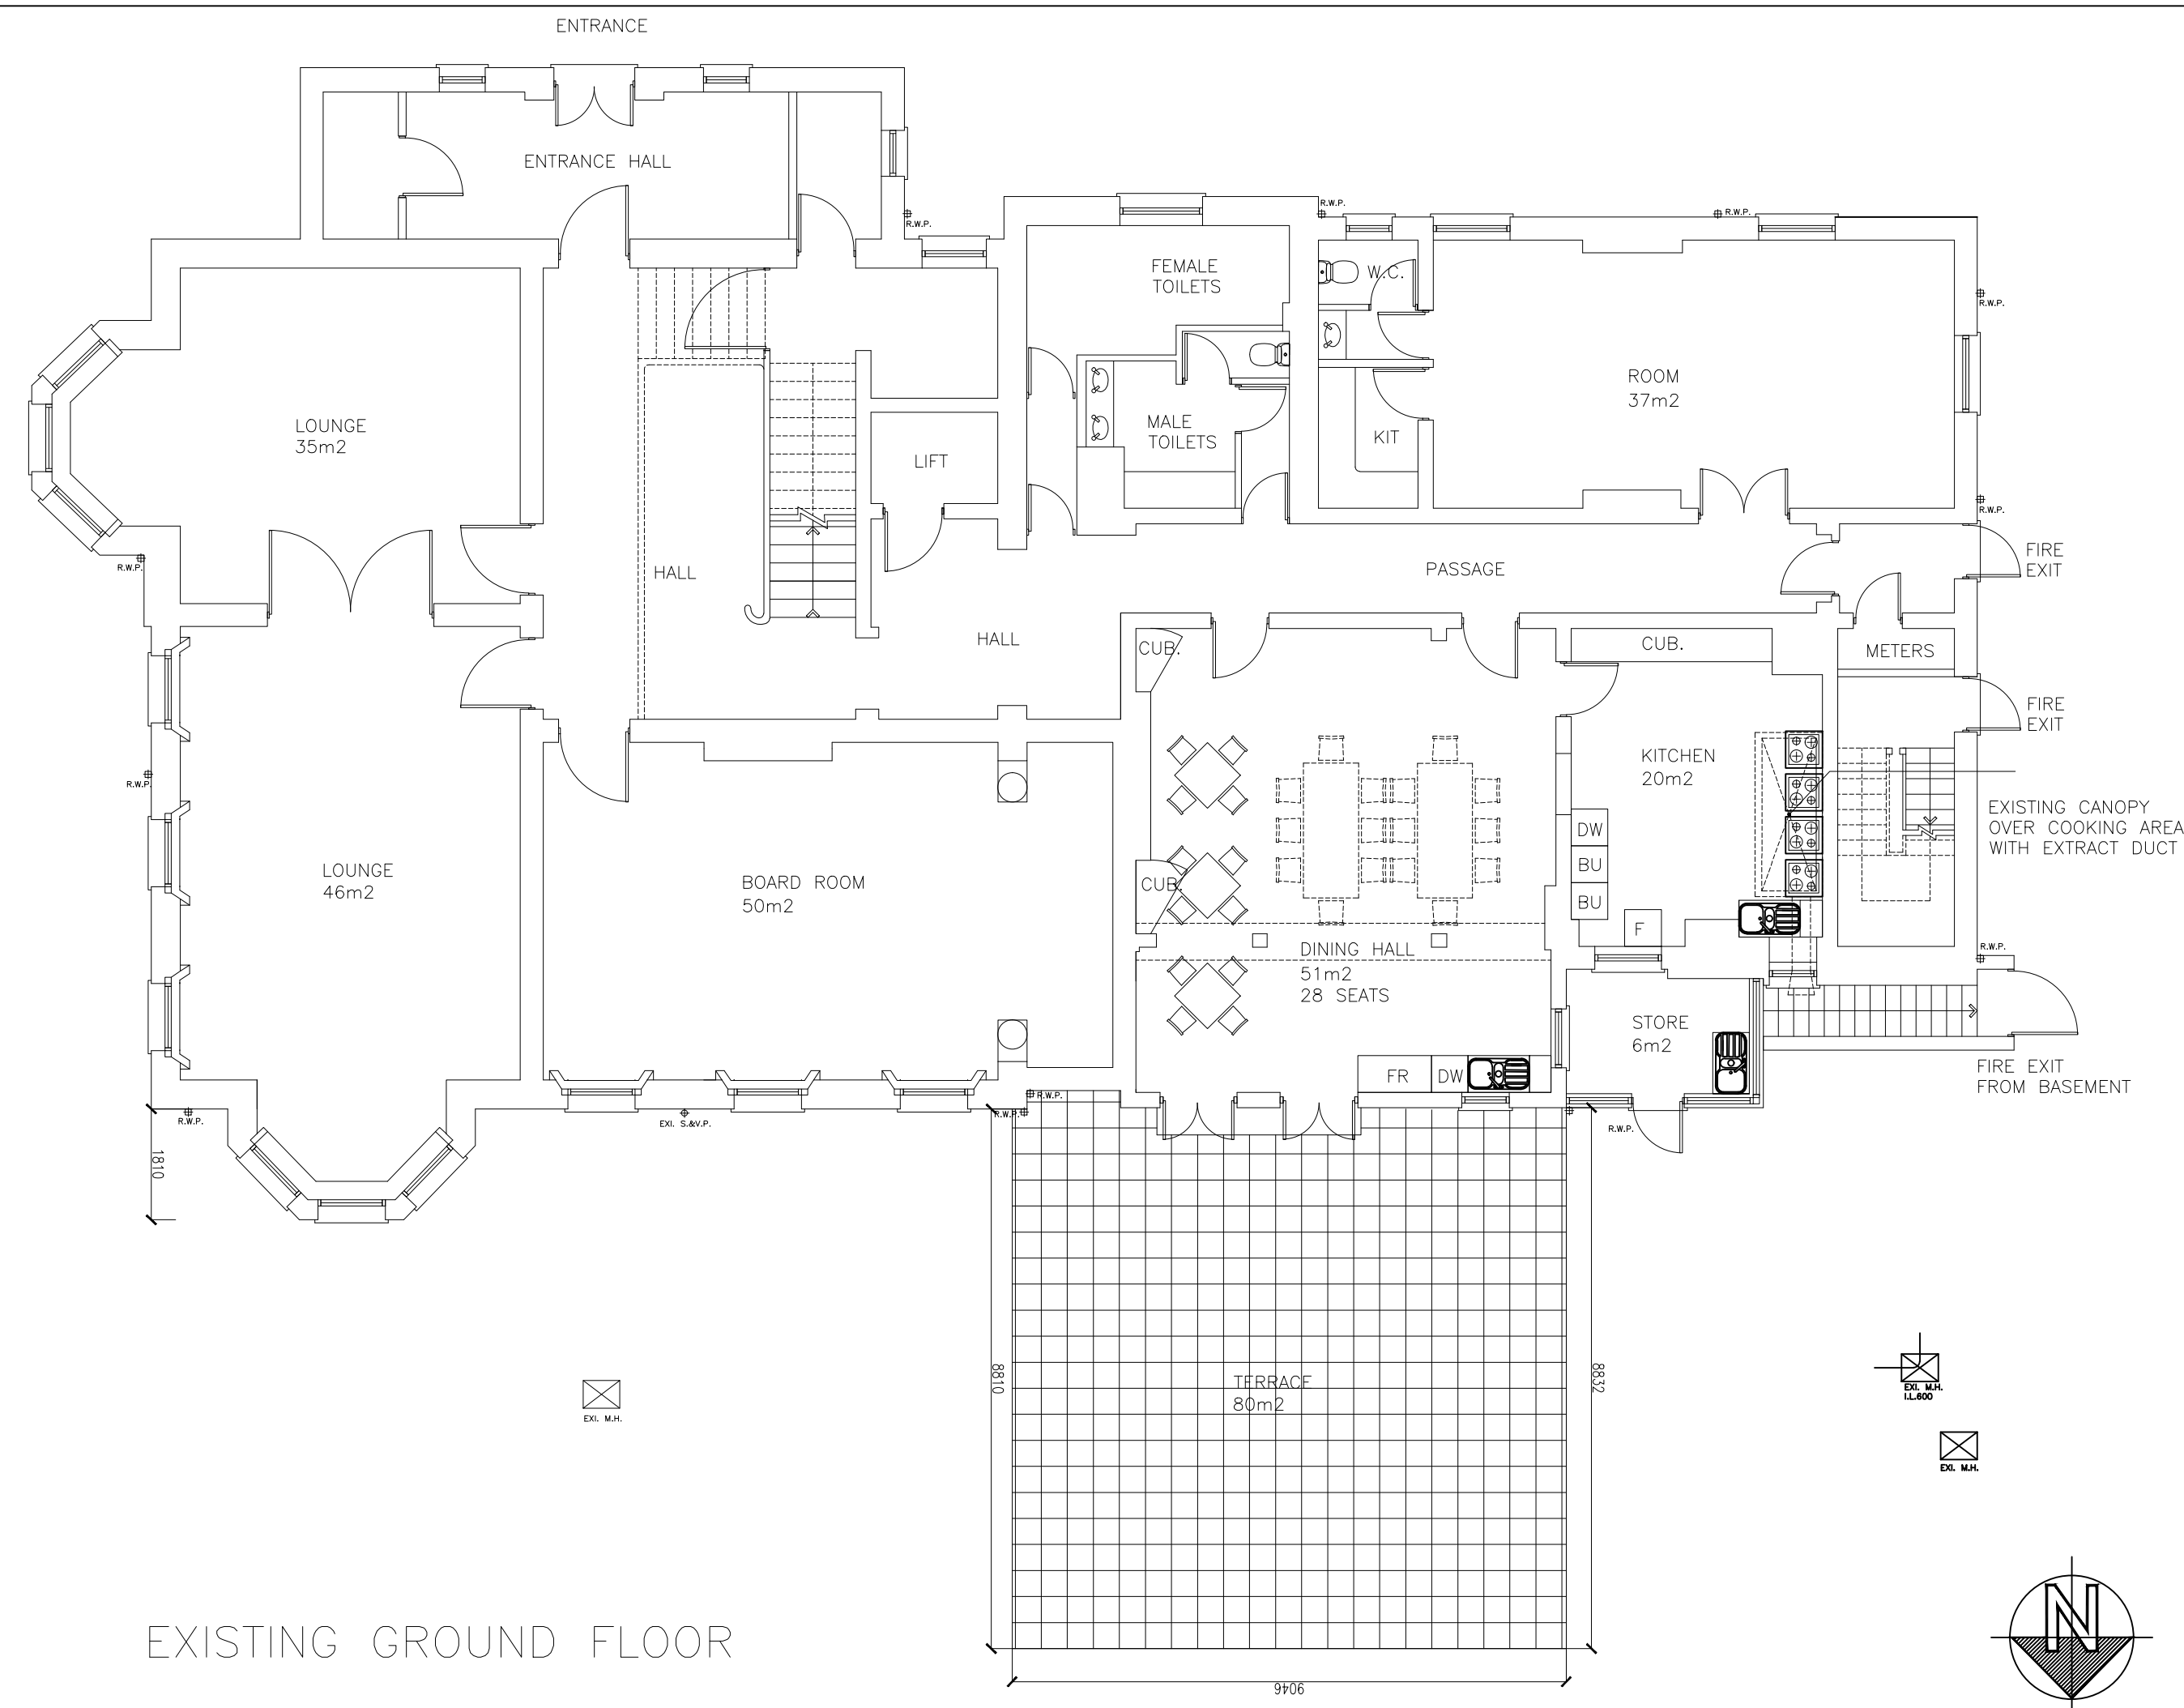 ENTRANCE
ENTRANCE HALL
R.W.P.
R.W.P.
R.W.P.
FEMALE
TOILETS
W.C.
R.W.P.
ROOM
37m2
LOUNGE
35m2
MALE
TOILETS
KIT
LIFT
R.W.P.
R.W.P.
HALL
PASSAGE
FIRE
EXIT
HALL
CUB.
CUB.
METERS
FIRE
EXIT
R.W.P.
KITCHEN
20m2
EXISTING CANOPY
OVER COOKING AREA
WITH EXTRACT DUCT
DW
BU
BU
LOUNGE
46m2
BOARD ROOM
50m2
CUB.
F
DINING HALL
51m2
28 SEATS
R.W.P.
STORE
6m2
FR
DW
FIRE EXIT
FROM BASEMENT
R.W.P.
R.W.P.
R.W.P.
EXI. S.&V.P.
R.W.P.
1810
8810
TERRACE
80m2
8832
EXI. M.H.
EXI. M.H.
I.L.600
EXI. M.H.
EXISTING GROUND FLOOR
9046
N